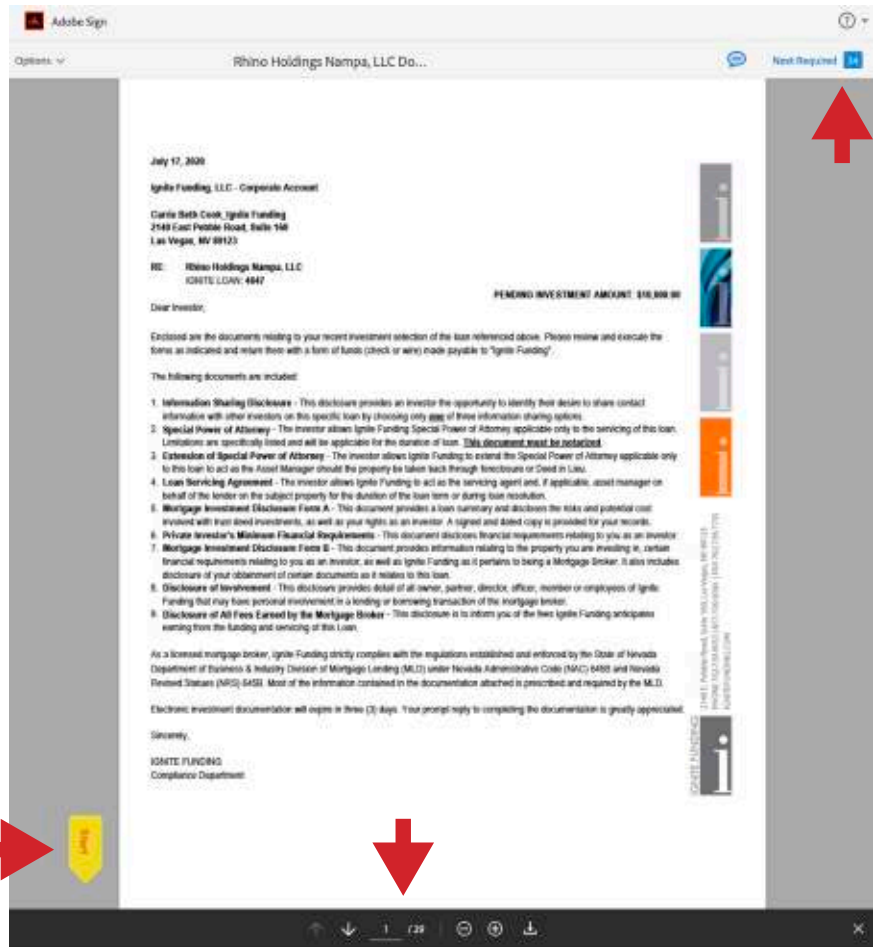 Adobe Sign
Options
Rhino Holdings Nampa, LLC Do...
Next Required
July 17, 2020
Ignite Funding, LLC - Corporate Account
Carrie Beth Cook, Ignite Funding
2140 East Pebble Road, Suite 160
Las Vegas, NV 89123
RE: Rhino Holdings Nampa, LLC
IGNITE LOAN: 4847
PENDING INVESTMENT AMOUNT: $10,000.00
Dear Investor,
Enclosed are the documents relating to your recent investment selection of the loan referenced above. Please review and execute the
forms as indicated and return them with a form of funds (check or wire) made payable to "Ignite Funding".
The following documents are included:
1. Information Sharing Disclosure - This disclosure provides an investor the opportunity to identify their desire to share contact
information with other investors on this specific loan by choosing only one of three information sharing options.
2. Special Power of Attorney - The investor allows Ignite Funding Special Power of Attorney applicable only to the servicing of this loan.
Limitations are specifically listed and will be applicable for the duration of loan. This document must be notarized.
3. Extension of Special Power of Attorney - The investor allows Ignite Funding to extend the Special Power of Attorney applicable only
to this loan to act as the Asset Manager should the property be taken back through foreclosure or Deed in Lieu.
4. Loan Servicing Agreement - The investor allows Ignite Funding to act as the servicing agent and, if applicable, asset manager on
behalf of the lender on the subject property for the duration of the loan term or during loan resolution.
5. Mortgage Investment Disclosure Form A - This document provides a loan summary and discloses the risks and potential cost
involved with trust deed investments, as well as your rights as an investor. A signed and dated copy is provided for your records.
6. Private Investor's Minimum Financial Requirements - This document discloses financial requirements relating to you as an investor.
7. Mortgage Investment Disclosure Form B - This document provides information relating to the property you are investing in, certain
financial requirements relating to you as an investor, as well as Ignite Funding as it pertains to being a Mortgage Broker. It also includes
disclosure of your obtainment of certain documents as it relates to this loan.
8. Disclosure of Involvement - This disclosure provides detail of all owner, partner, director, officer, member or employees of Ignite
Funding that may have personal involvement in a lending or borrowing transaction of the mortgage broker.
9. Disclosure of All Fees Earned by the Mortgage Broker - This disclosure is to inform you of the fees Ignite Funding anticipates
earning from the funding and servicing of this Loan.
As a licensed mortgage broker, Ignite Funding strictly complies with the regulations established and enforced by the State of Nevada
Department of Business & Industry Division of Mortgage Lending (MLD) under Nevada Administrative Code (NAC) 645B and Nevada
Revised Statues (NRS) 645B. Most of the information contained in the documentation attached is prescribed and required by the MLD.
Electronic investment documentation will expire in three (3) days. Your prompt reply to completing the documentation is greatly appreciated.
Sincerely,
IGNITE FUNDING
Compliance Department
IGNITE FUNDING
IGNITEFUNDING.COM
Start
1 /39